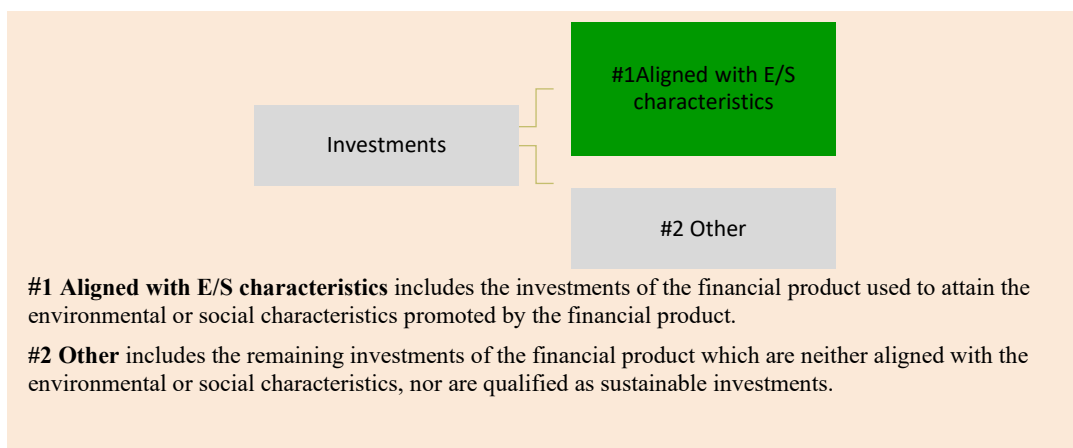 #1Aligned with E/S
characteristics
Investments
#2 Other
#1 Aligned with E/S characteristics includes the investments of the financial product used to attain the
environmental or social characteristics promoted by the financial product.
#2 Other includes the remaining investments of the financial product which are neither aligned with the
environmental or social characteristics, nor are qualified as sustainable investments.